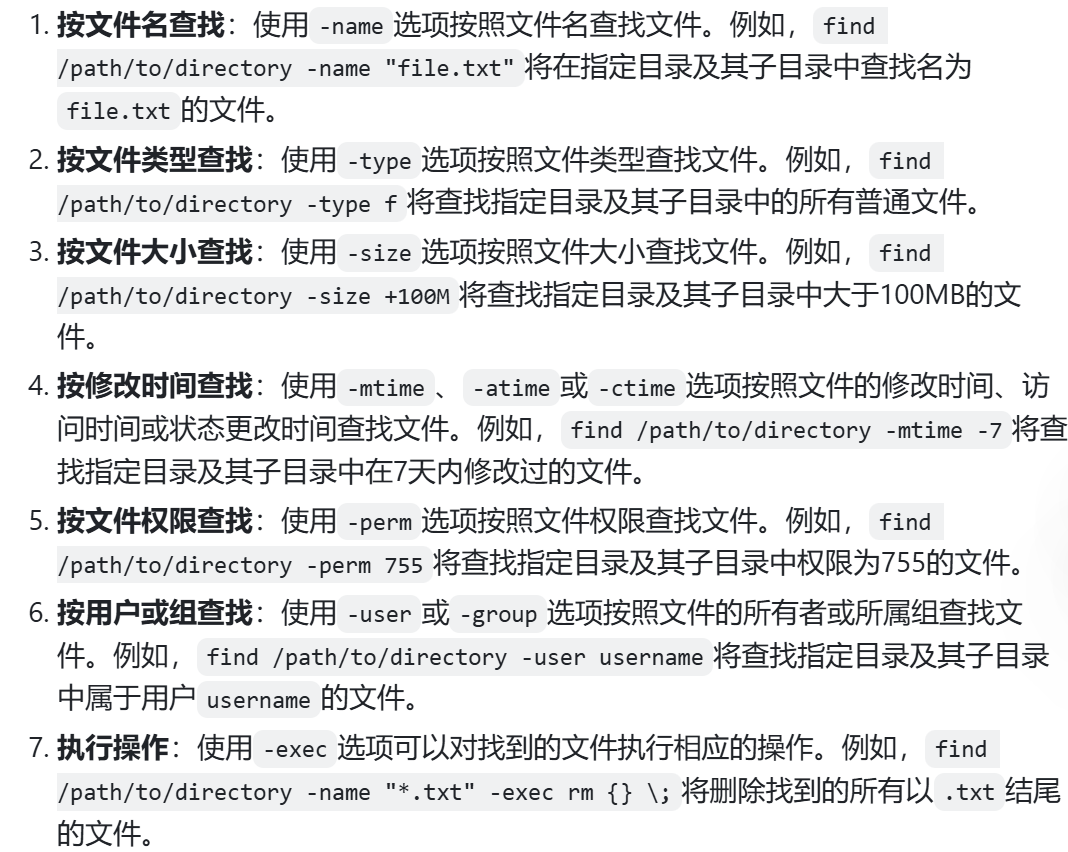 1. 按文件名查找：使用 -name 选项按照文件名查找文件。例如， find
/path/to/directory -name "file.txt" 将在指定目录及其子目录中查找名为
file.txt 的文件。
2. 按文件类型查找：使用 -type 选项按照文件类型查找文件。例如， find
/path/to/directory -type f 将查找指定目录及其子目录中的所有普通文件。
3. 按文件大小查找：使用 -size 选项按照文件大小查找文件。例如， find
/path/to/directory -size +100M 将查找指定目录及其子目录中大于100MB的文
件。
4. 按修改时间查找：使用 -mtime 、 -atime 或 -ctime 选项按照文件的修改时间、访
问时间或状态更改时间查找文件。例如， find /path/to/directory -mtime -7 将查
找指定目录及其子目录中在7天内修改过的文件。
5. 按文件权限查找：使用 -perm 选项按照文件权限查找文件。例如， find
/path/to/directory -perm 755 将查找指定目录及其子目录中权限为755的文件。
6. 按用户或组查找：使用 -user 或 -group 选项按照文件的所有者或所属组查找文
件。例如， find /path/to/directory -user username 将查找指定目录及其子目录
中属于用户 username 的文件。
7. 执行操作：使用 -exec 选项可以对找到的文件执行相应的操作。例如， find
/path/to/directory -name "*.txt" -exec rm {} \; 将删除找到的所有以 .txt 结尾
的文件。